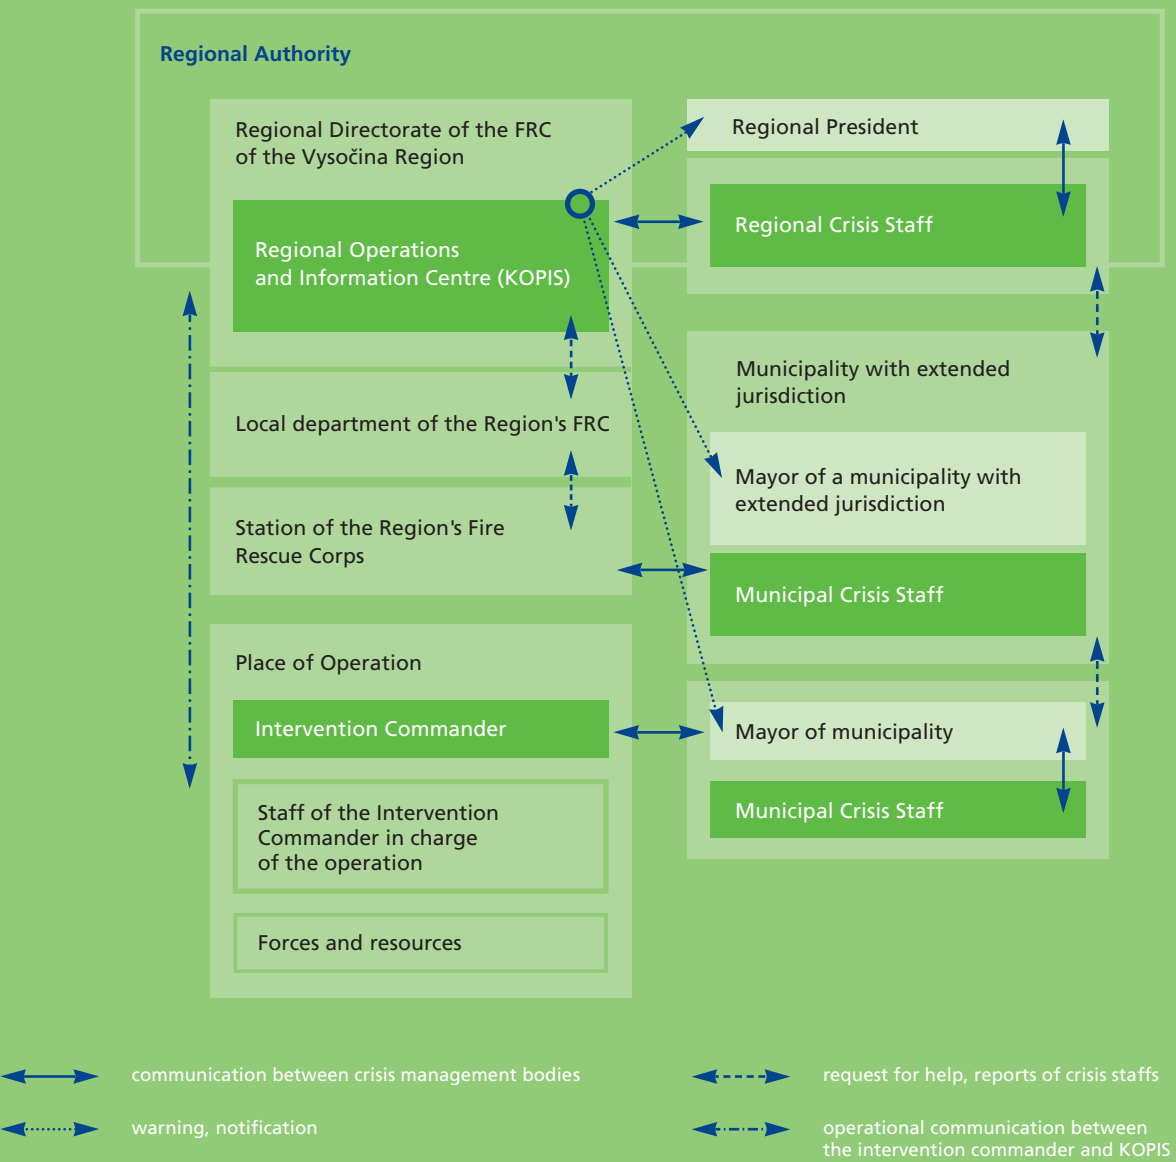 Regional Authority
Regional Directorate of the FRC
of the Vysočina Region
Regional Operations
and Information Centre (KOPIS)
Local department of the Region's FRC
Station of the Region's Fire
Rescue Corps
Place of Operation
Intervention Commander
Staff of the Intervention
Commander in charge
of the operation
Forces and resources
Regional President
Regional Crisis Staff
Municipality with extended
jurisdiction
Mayor of a municipality with
extended jurisdiction
Municipal Crisis Staff
Mayor of municipality
Municipal Crisis Staff
communication between crisis management bodies
warning, notification
request for help, reports of crisis staffs
operational communication between
the intervention commander and KOPIS